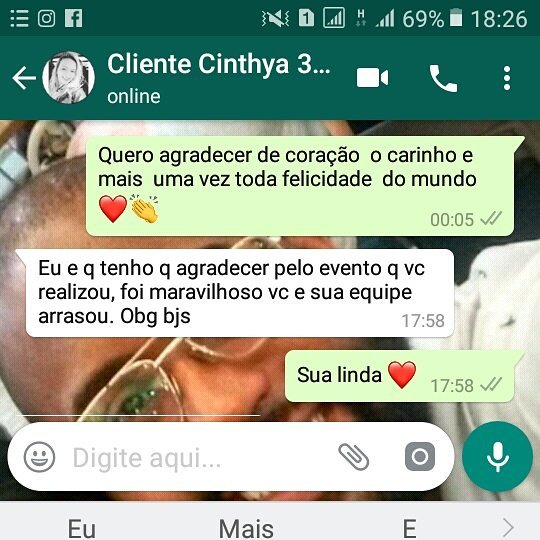 69% 18:26
Cliente Cinthya 3...
online
Quero agradecer de coração o carinho e
mais uma vez toda felicidade do mundo
❤️👏
00:05
Eu e q tenho q agradecer pelo evento q vc
realizou, foi maravilhoso vc e sua equipe
arrasou. Obg bjs
17:58
Sua linda ❤️ 17:58
Digite aqui...
Eu Mais E